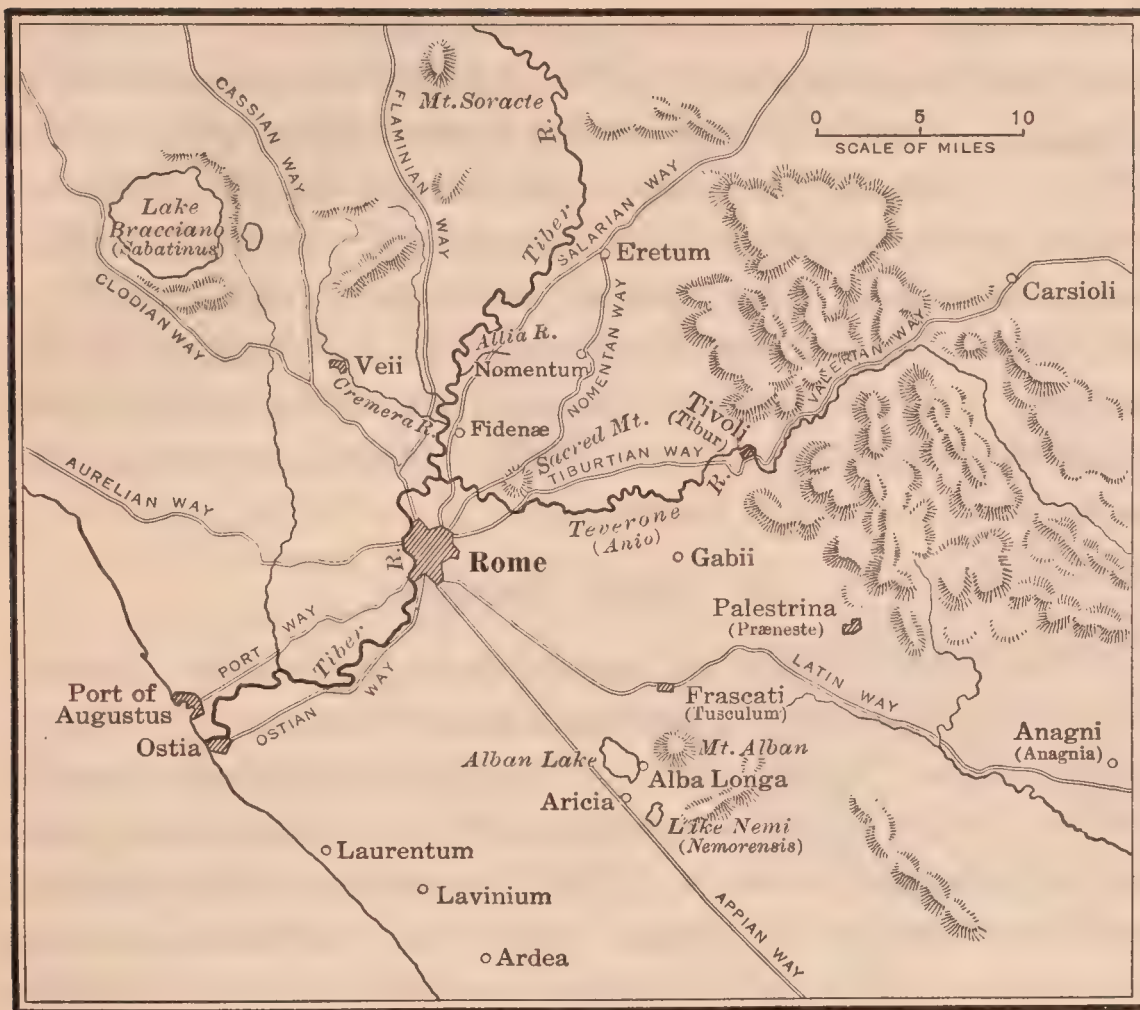 CASSIAN WAY
FLAMINIAN WAY
Mt. Soracte
R.
0 5 10
SCALE OF MILES
Lake
Bracciano
(Sabatinus)
Tiber
SALARIAN WAY
Eretum
CLODIAN WAY
Carsioli
Allia R.
Veii
Nomentum
NOMENTAN WAY
VALERIAN WAY
Cremera R.
Fidenæ
Sacred Mt.
Tivoli
(Tibur)
TIBURTIAN WAY
AURELIAN WAY
R.
Teverone
(Anio)
R.
Rome
Gabii
Palestrina
(Præneste)
PORT WAY
Tiber
LATIN WAY
Port of
Augustus
OSTIAN WAY
Frascati
(Tusculum)
Ostia
Anagni
(Anagnia)
Mt. Alban
Alban Lake
Alba Longa
Aricia
Lake Nemi
(Nemorensis)
Laurentum
Lavinium
APPIAN WAY
Ardea